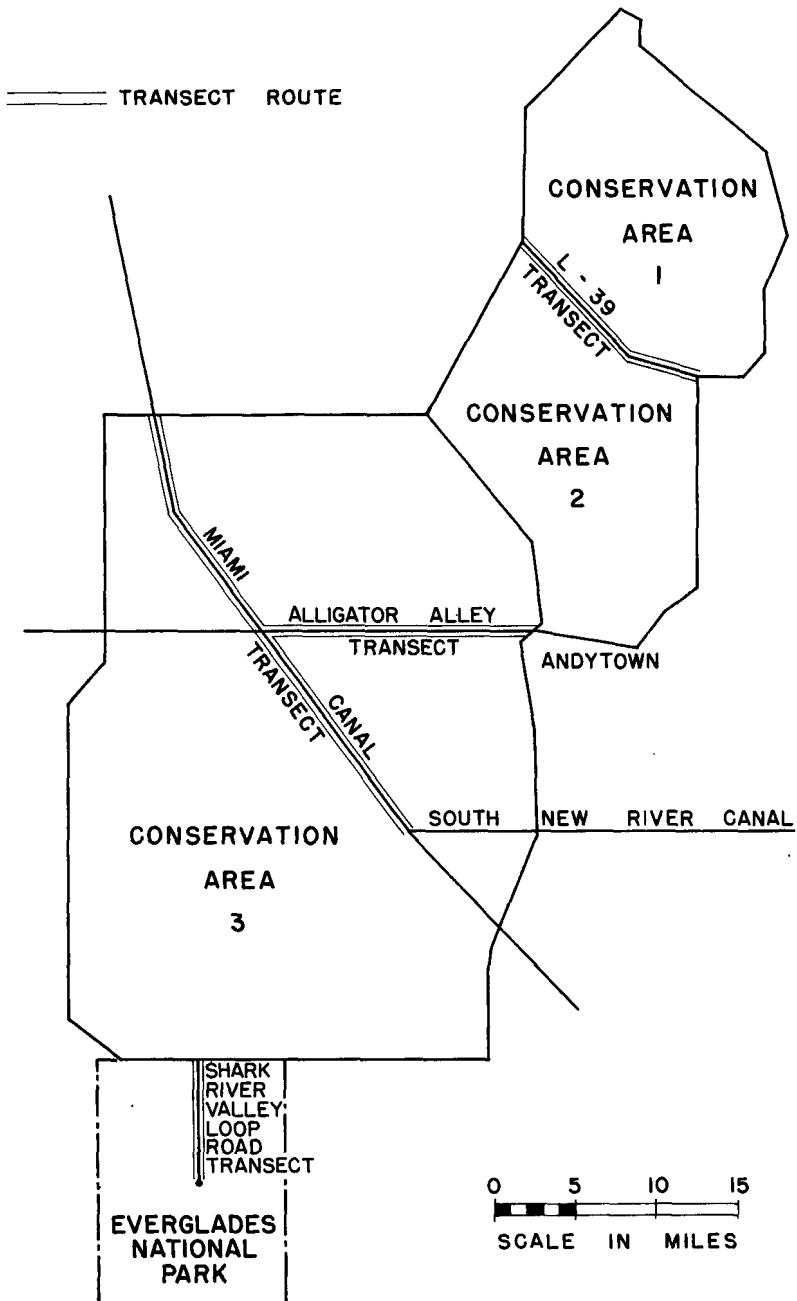 TRANSECT ROUTE
CONSERVATION
AREA
1
L - 39
TRANSECT
CONSERVATION
AREA
2
MIAMI
ALLIGATOR ALLEY
TRANSECT
ANDYTOWN
TRANSECT
CANAL
SOUTH NEW RIVER CANAL
CONSERVATION
AREA
3
SHARK
RIVER
VALLEY
LOOP
ROAD
TRANSECT
EVERGLADES
NATIONAL
PARK
0 5 10 15
SCALE IN MILES